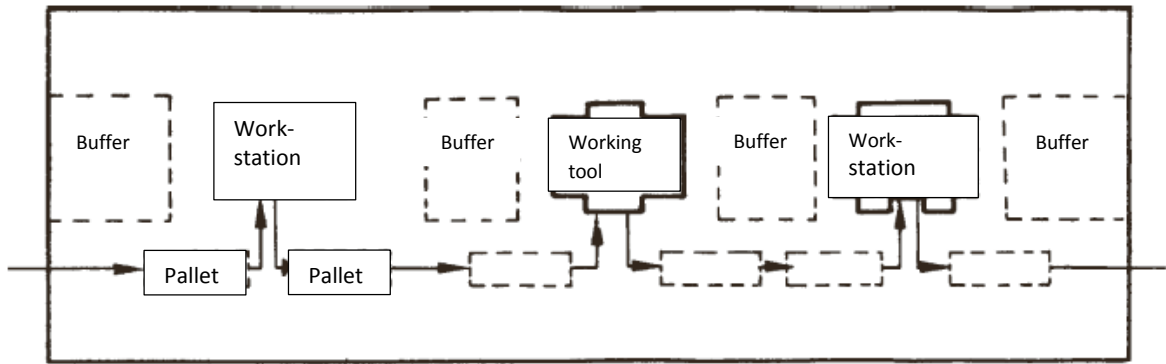 Buffer
Work-
station
Buffer
Working
tool
Buffer
Work-
station
Buffer
Pallet
Pallet